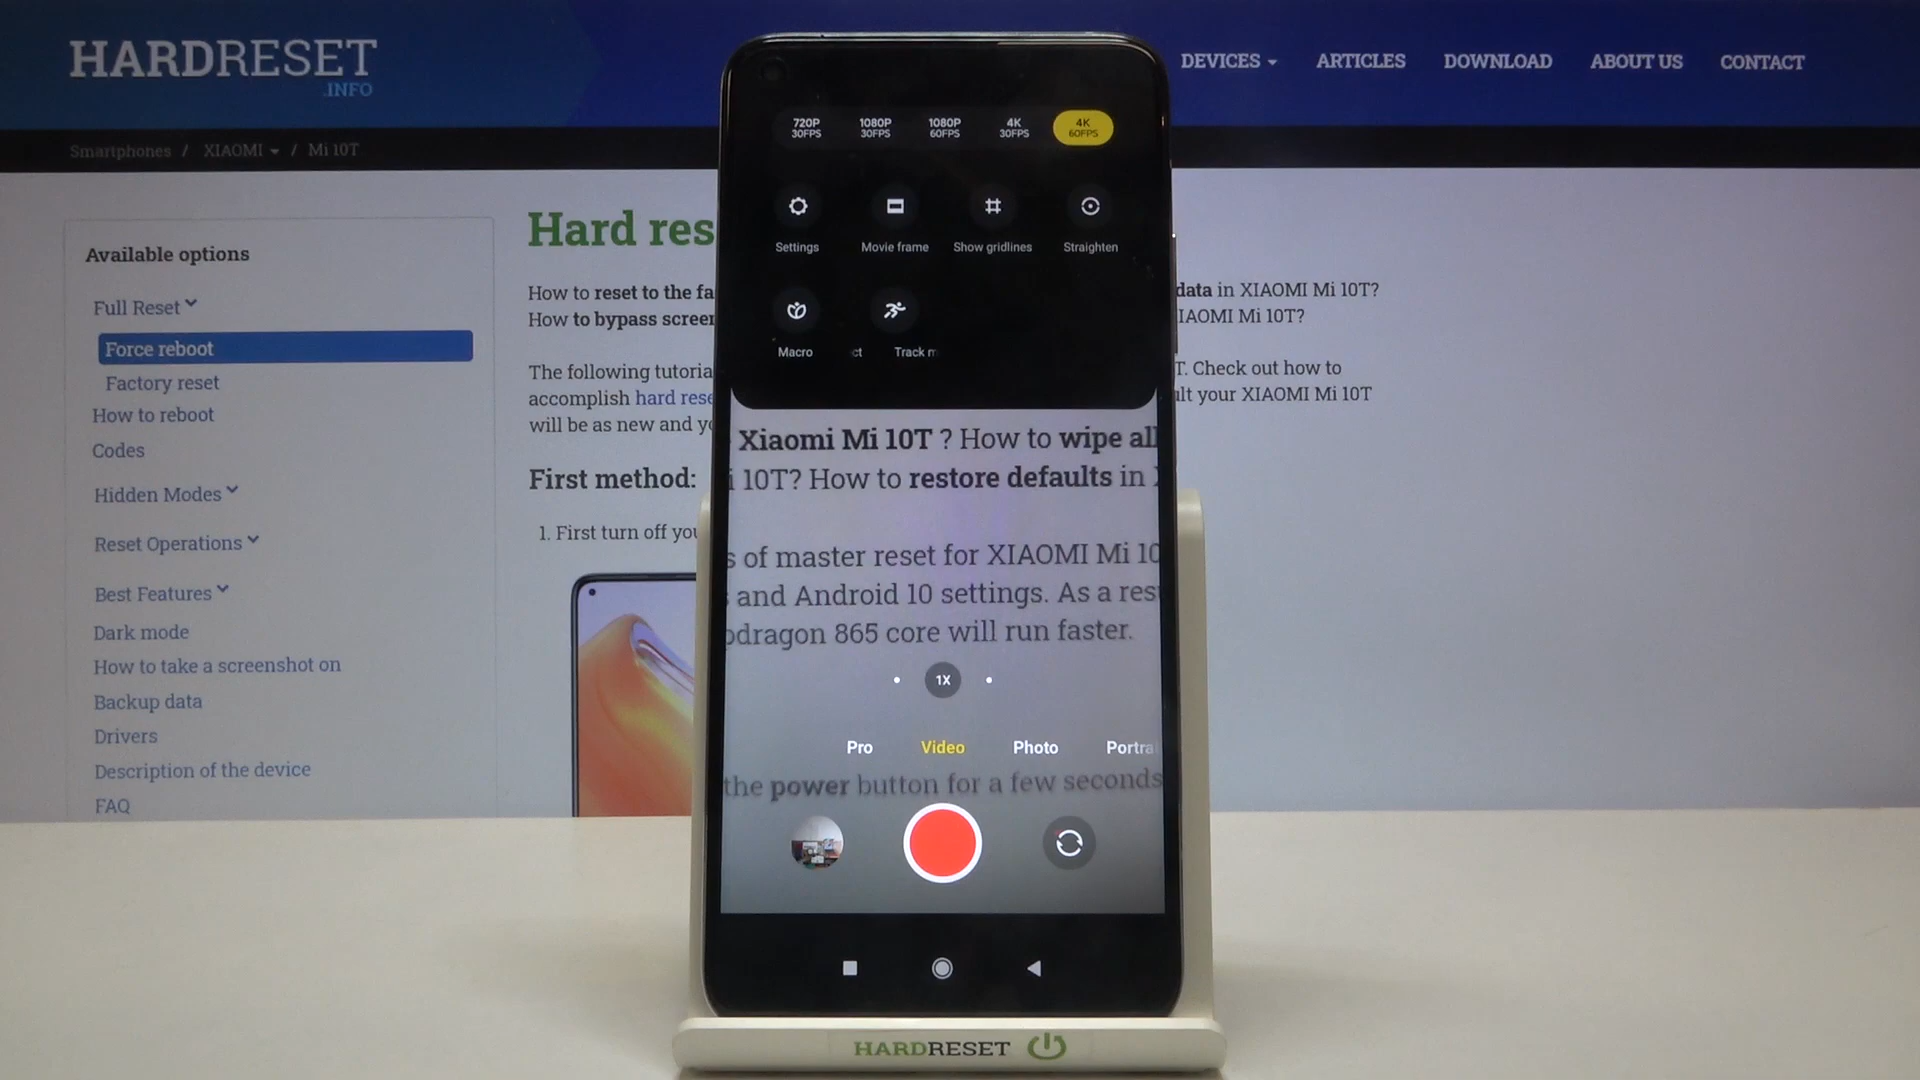 HARDRESET
.INFO
DEVICES
ARTICLES
DOWNLOAD
ABOUT US
CONTACT
Smartphones / XIAOMI / Mi 10T
Available options
Full Reset
Force reboot
Factory reset
How to reboot
Codes
Hidden Modes
Reset Operations
Best Features
Dark mode
How to take a screenshot on
Backup data
Drivers
Description of the device
FAQ
Hard res
How to reset to the fa
How to bypass screen
The following tutoria
accomplish hard rese
will be as new and yo
First method:
1. First turn off you
data in XIAOMI Mi 10T?
IAOMI Mi 10T?
T. Check out how to
ult your XIAOMI Mi 10T
720P
30FPS
1080P
30FPS
1080P
60FPS
4K
30FPS
4K
60FPS
Settings
Movie frame
Show gridlines
Straighten
Macro
ct
Track m
Xiaomi Mi 10T ? How to wipe all
i 10T? How to restore defaults in
s of master reset for XIAOMI Mi 10
and Android 10 settings. As a res
pdragon 865 core will run faster.
1X
Pro
Video
Photo
Portra
the power button for a few seconds
HARDRESET